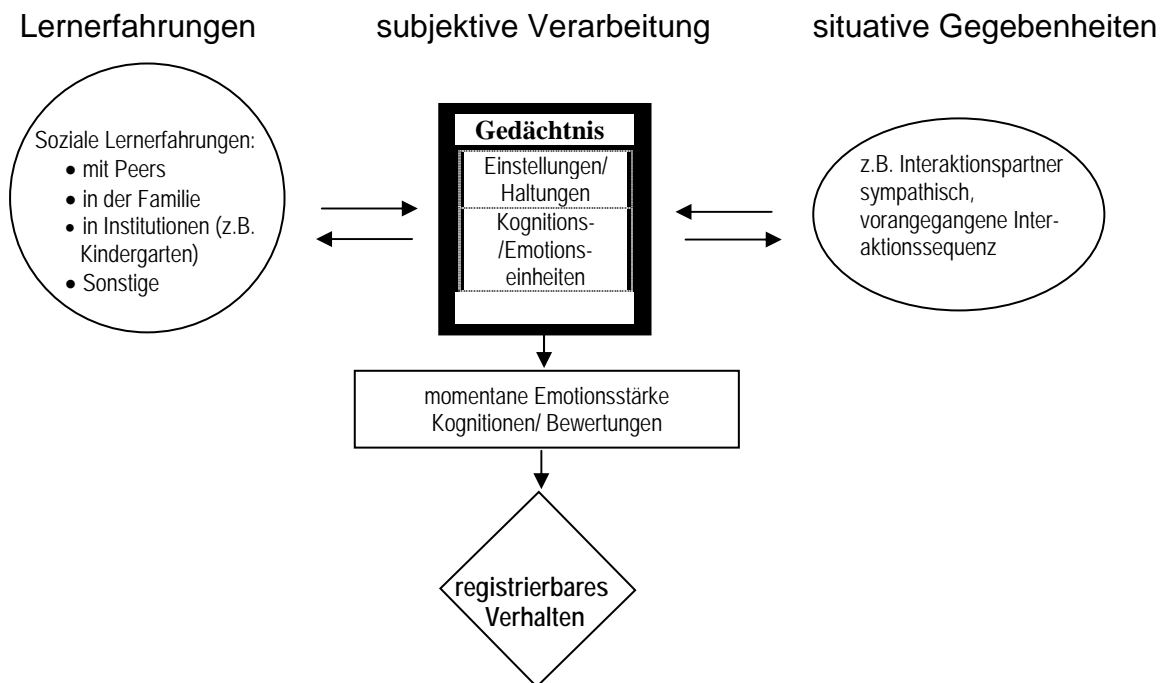 Lernerfahrungen
subjektive Verarbeitung
situative Gegebenheiten
Soziale Lernerfahrungen:
• mit Peers
• in der Familie
• in Institutionen (z.B.
Kindergarten)
• Sonstige
Gedächtnis
Einstellungen/
Haltungen
Kognitions-
/Emotions-
einheiten
z.B. Interaktionspartner
sympathisch,
vorangegangene Inter-
aktionssequenz
momentane Emotionsstärke
Kognitionen/ Bewertungen
registrierbares
Verhalten